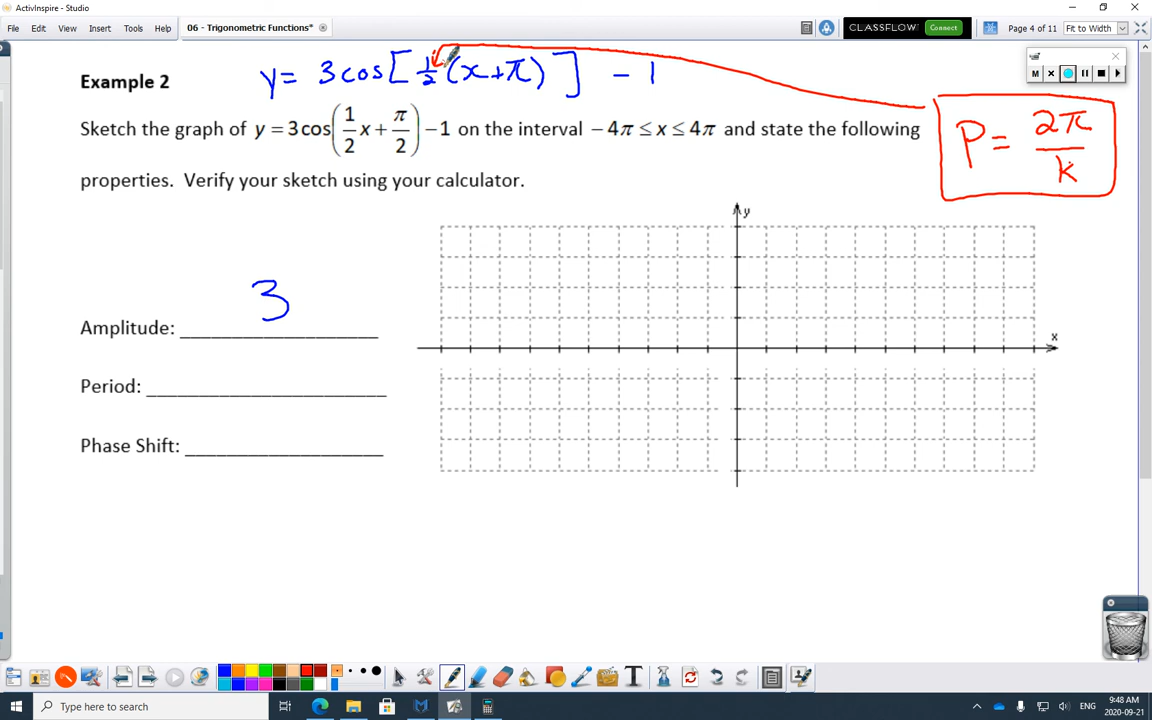 ActivInspire - Studio
File Edit View Insert Tools Help
06 - Trigonometric Functions*
CLASSFLOW Connect
Page 4 of 11
Fit to Width
M
y = 3cos[ 1/2 (x+π) ] - 1
Example 2
Sketch the graph of y = 3cos(1/2 x + π/2) - 1 on the interval - 4π ≤ x ≤ 4π and state the following
properties. Verify your sketch using your calculator.
P = 2π/k
y
x
3
Amplitude: ____________________
Period: ________________________
Phase Shift: ____________________
Type here to search
ENG
9:48 AM
2020-09-21